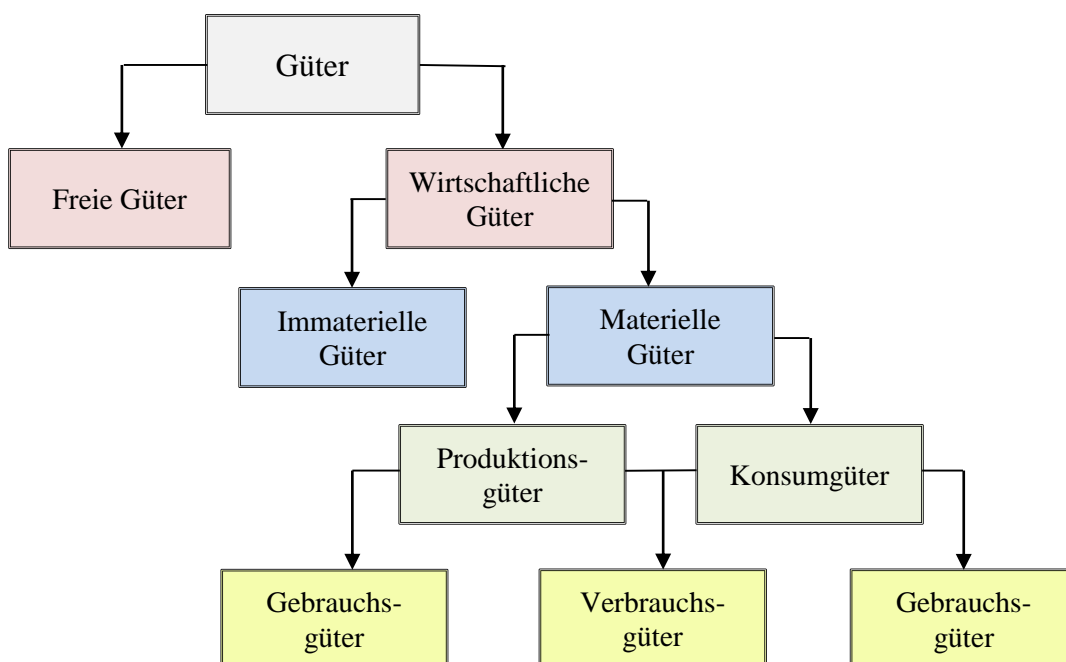 Güter
Freie Güter
Wirtschaftliche
Güter
Immaterielle
Güter
Materielle
Güter
Produktions-
güter
Konsumgüter
Gebrauchs-
güter
Verbrauchs-
güter
Gebrauchs-
güter